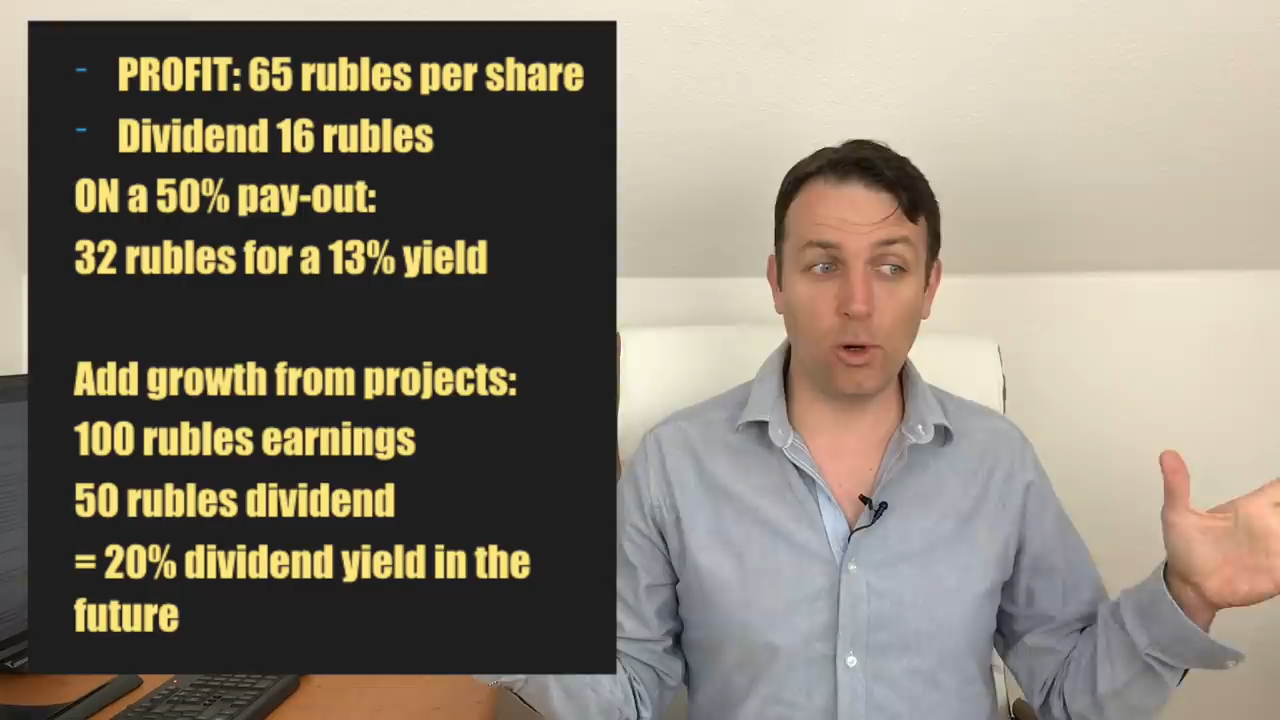 - PROFIT: 65 rubles per share
- Dividend 16 rubles
ON a 50% pay-out:
32 rubles for a 13% yield
Add growth from projects:
100 rubles earnings
50 rubles dividend
= 20% dividend yield in the
future